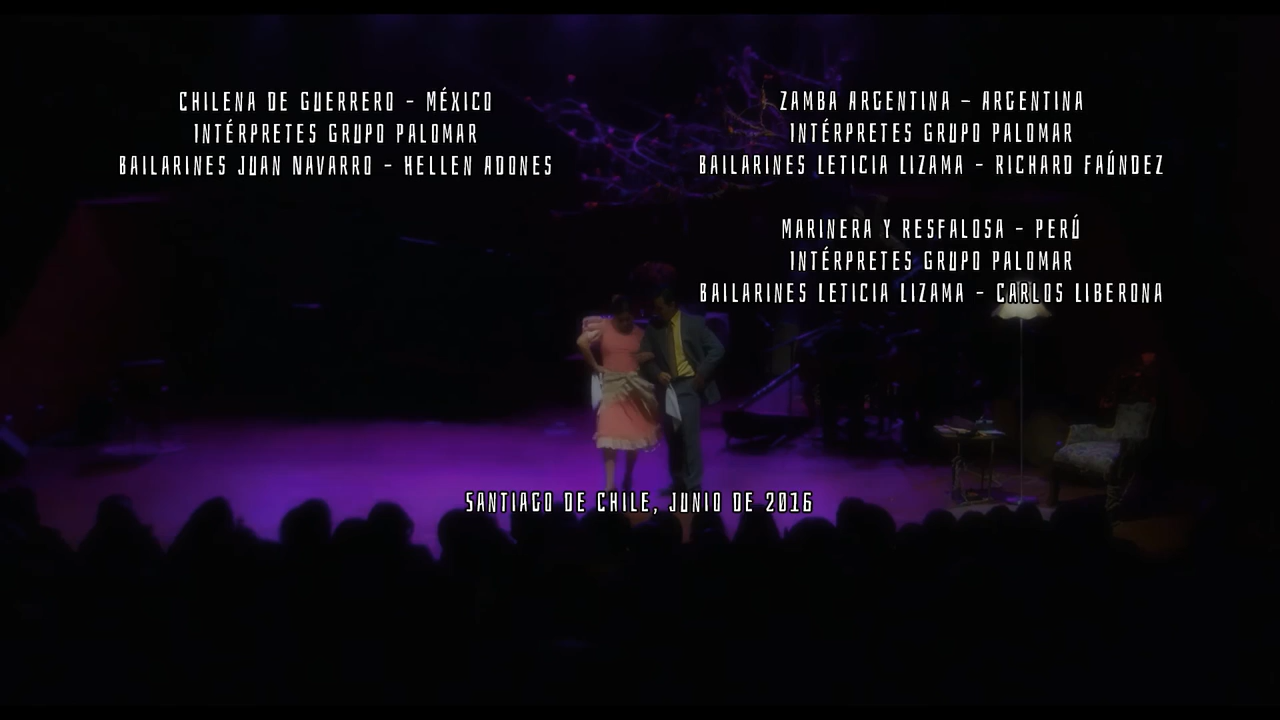 CHILENA DE GUERRERO - MÉXICO
INTÉRPRETES GRUPO PALOMAR
BAILARINES JUAN NAVARRO - HELLEN ADONES
ZAMBA ARGENTINA - ARGENTINA
INTÉRPRETES GRUPO PALOMAR
BAILARINES LETICIA LIZAMA - RICHARD FAÚNDEZ
MARINERA Y RESFALOSA - PERÚ
INTÉRPRETES GRUPO PALOMAR
BAILARINES LETICIA LIZAMA - CARLOS LIBERONA
SANTIAGO DE CHILE, JUNIO DE 2016